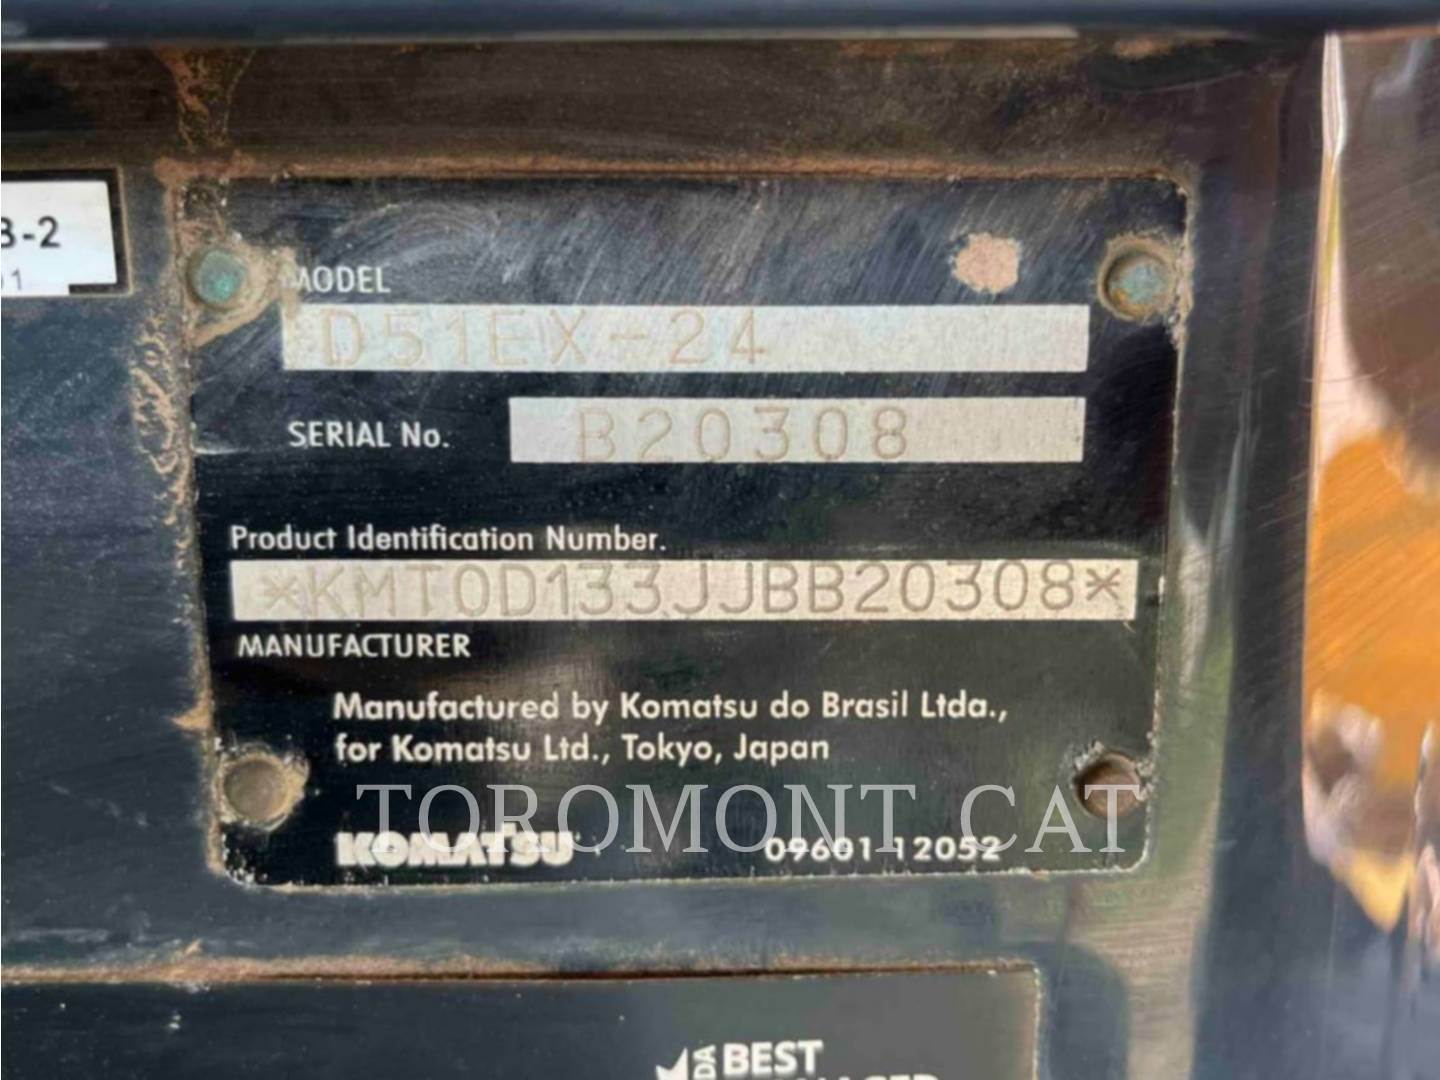 B-2
01
MODEL
D51EX-24
SERIAL No.
B20308
Product Identification Number.
*KMT0D133JJBB20308*
MANUFACTURER
Manufactured by Komatsu do Brasil Ltda.,
for Komatsu Ltd., Tokyo, Japan
TOROMONT CAT
KOMATSU
09601-12052
BEST